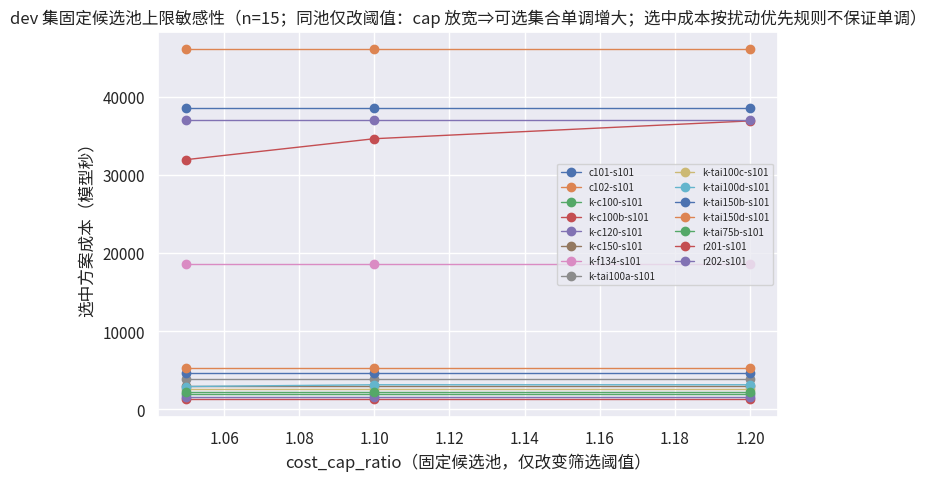 dev 集固定候选池上限敏感性（n=15；同池仅改阈值：cap 放宽⇒可选集合单调增大；选中成本按扰动优先规则不保证单调）
选中方案成本（模型秒）
40000
30000
20000
10000
0
c101-s101
c102-s101
k-c100-s101
k-c100b-s101
k-c120-s101
k-c150-s101
k-f134-s101
k-tai100a-s101
k-tai100c-s101
k-tai100d-s101
k-tai150b-s101
k-tai150d-s101
k-tai75b-s101
r201-s101
r202-s101
1.06 1.08 1.10 1.12 1.14 1.16 1.18 1.20
cost_cap_ratio（固定候选池，仅改变筛选阈值）